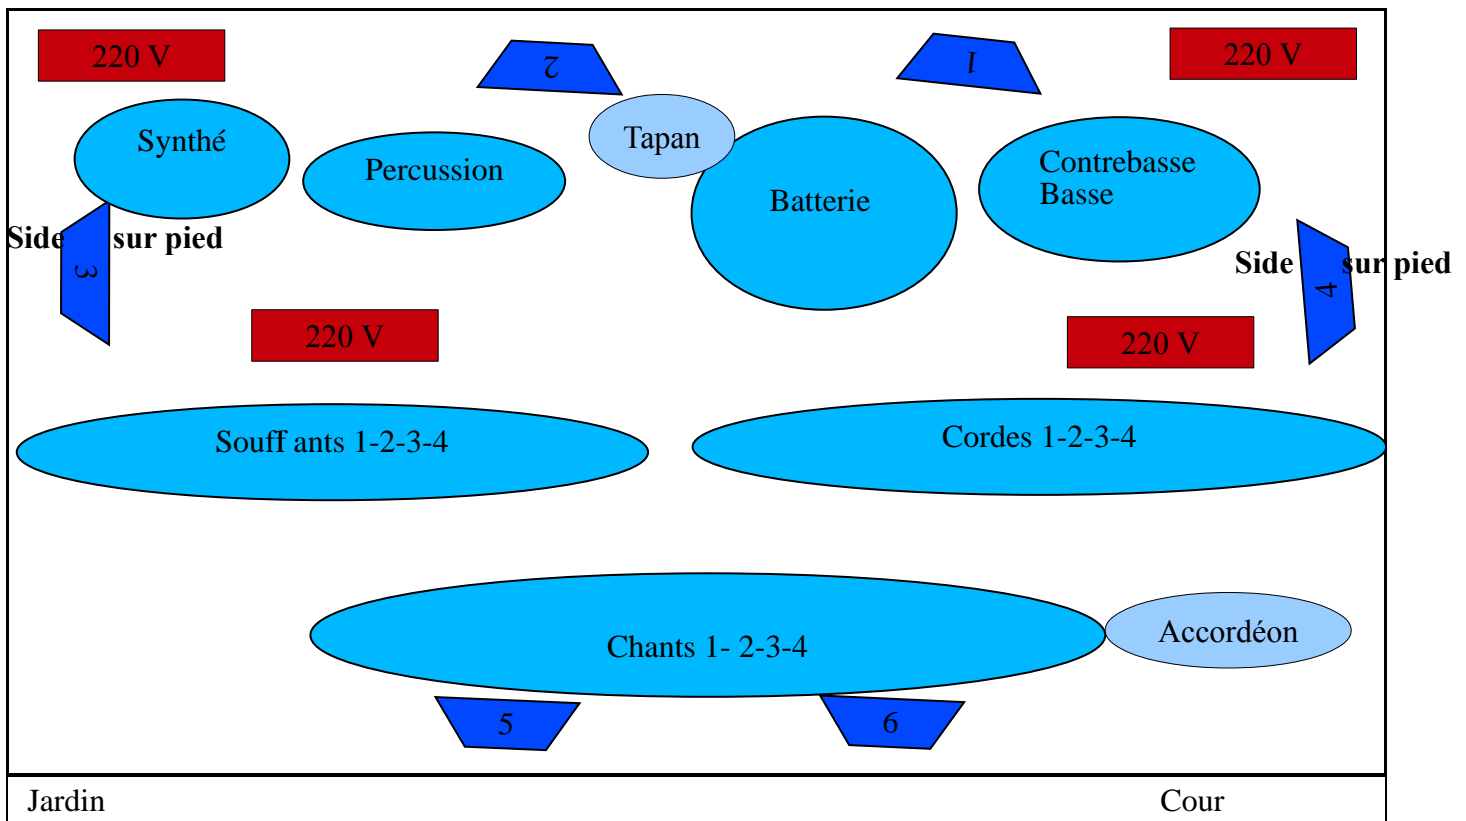 220 V
2
1
220 V
Synthé
Percussion
Tapan
Batterie
Contrebasse
Basse
Side sur pied
3
Side sur pied
4
220 V
220 V
Souff ants 1-2-3-4
Cordes 1-2-3-4
Chants 1- 2-3-4
Accordéon
5
6
Jardin
Cour